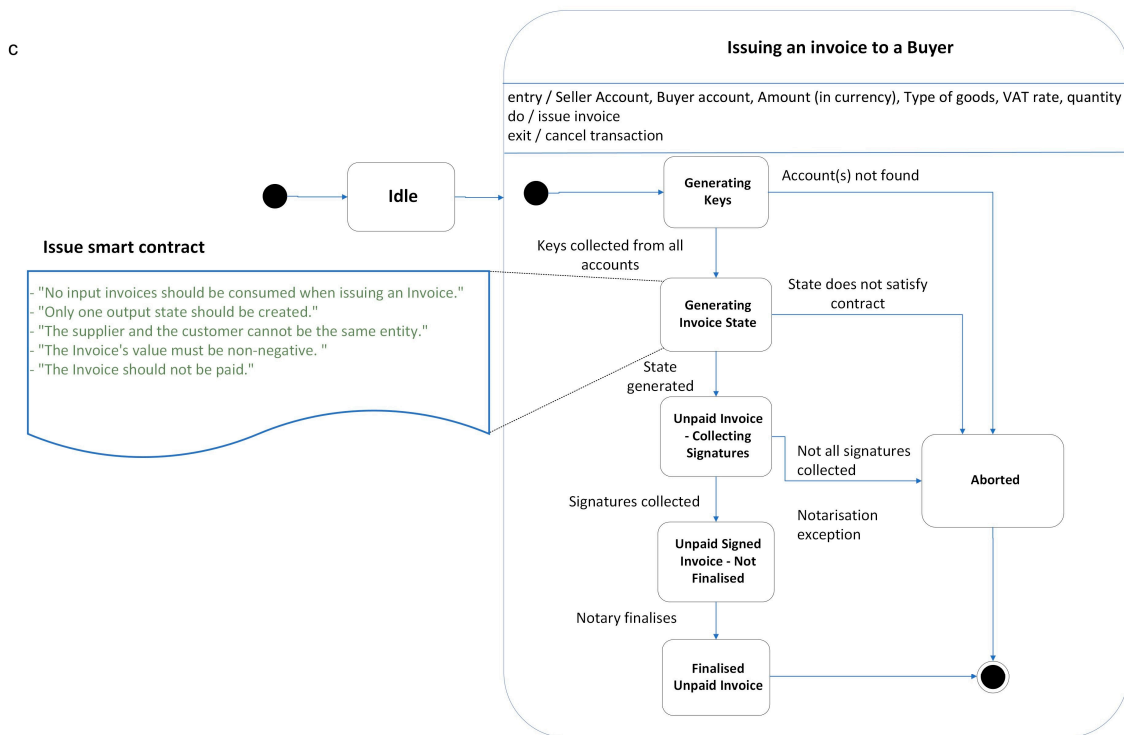 c
Issuing an invoice to a Buyer
entry / Seller Account, Buyer account, Amount (in currency), Type of goods, VAT rate, quantity
do / issue invoice
exit / cancel transaction
Idle
Generating
Keys
Account(s) not found
Issue smart contract
Keys collected from all
accounts
- "No input invoices should be consumed when issuing an Invoice."
- "Only one output state should be created."
- "The supplier and the customer cannot be the same entity."
- "The Invoice's value must be non-negative. "
- "The Invoice should not be paid."
Generating
Invoice State
State does not satisfy
contract
State
generated
Unpaid Invoice
- Collecting
Signatures
Not all signatures
collected
Aborted
Signatures collected
Notarisation
exception
Unpaid Signed
Invoice - Not
Finalised
Notary finalises
Finalised
Unpaid Invoice